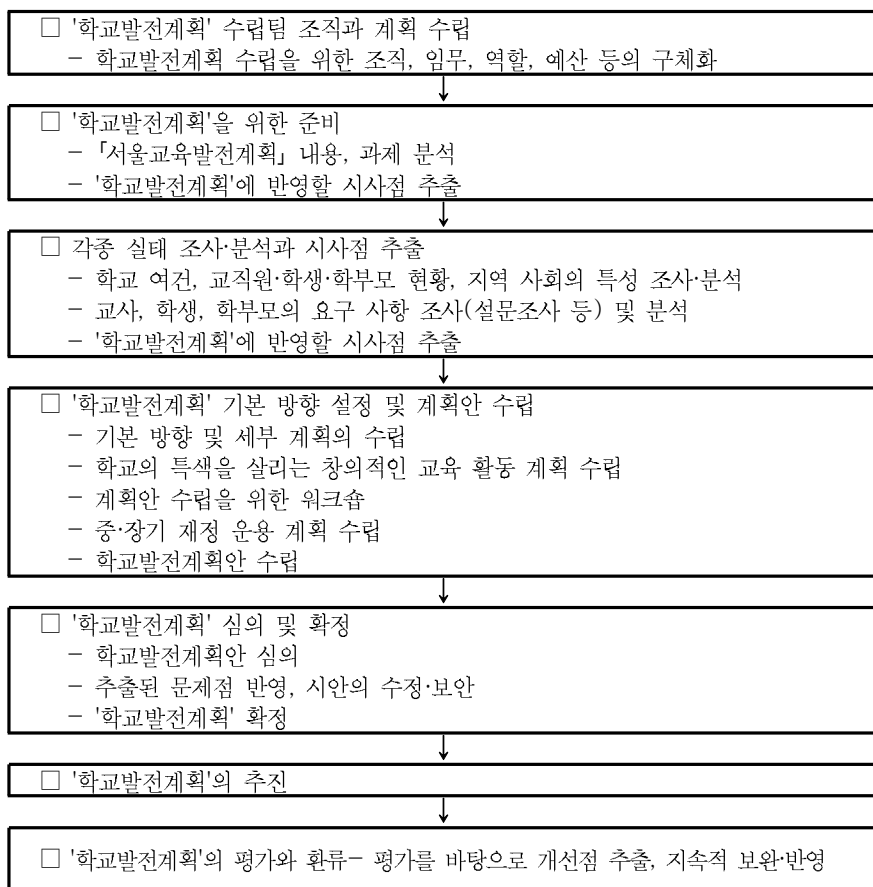 □ '학교발전계획' 수립팀 조직과 계획 수립
- 학교발전계획 수립을 위한 조직, 임무, 역할, 예산 등의 구체화
□ '학교발전계획'을 위한 준비
- 「서울교육발전계획」 내용, 과제 분석
- '학교발전계획'에 반영할 시사점 추출
□ 각종 실태 조사·분석과 시사점 추출
- 학교 여건, 교직원·학생·학부모 현황, 지역 사회의 특성 조사·분석
- 교사, 학생, 학부모의 요구 사항 조사(설문조사 등) 및 분석
- '학교발전계획'에 반영할 시사점 추출
□ '학교발전계획' 기본 방향 설정 및 계획안 수립
- 기본 방향 및 세부 계획의 수립
- 학교의 특색을 살리는 창의적인 교육 활동 계획 수립
- 계획안 수립을 위한 워크숍
- 중·장기 재정 운용 계획 수립
- 학교발전계획안 수립
□ '학교발전계획' 심의 및 확정
- 학교발전계획안 심의
- 추출된 문제점 반영, 시안의 수정·보안
- '학교발전계획' 확정
□ '학교발전계획'의 추진
□ '학교발전계획'의 평가와 환류- 평가를 바탕으로 개선점 추출, 지속적 보완·반영